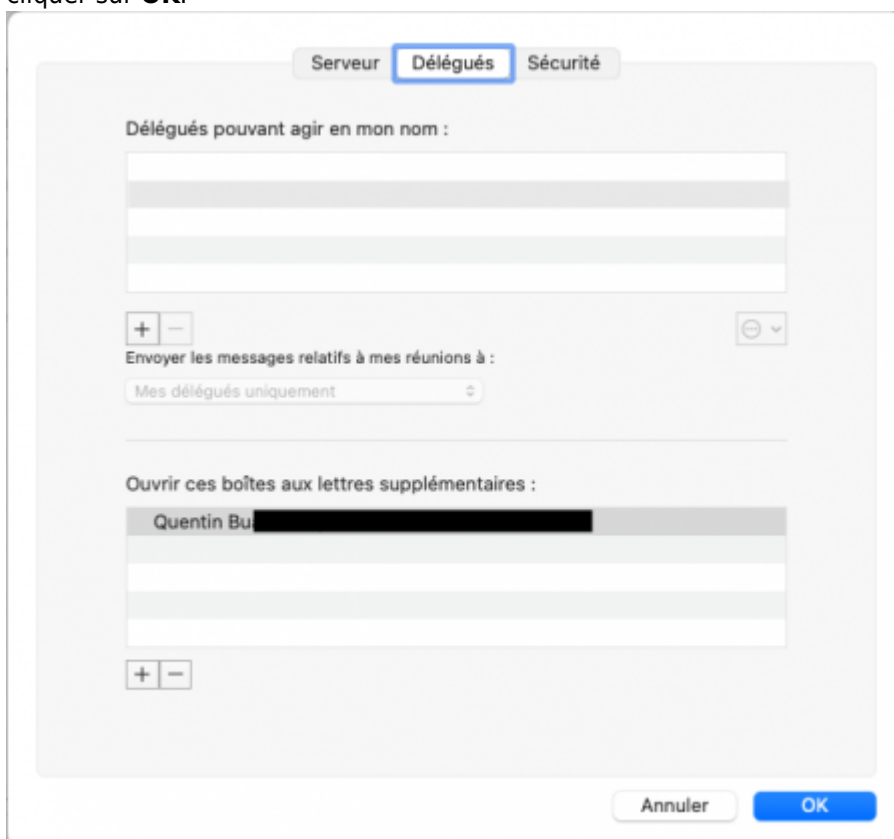 cliquer sur OK.
Serveur Délégués Sécurité
Délégués pouvant agir en mon nom :
Envoyer les messages relatifs à mes réunions à :
Mes délégués uniquement
Ouvrir ces boîtes aux lettres supplémentaires :
Quentin Bu
Annuler OK